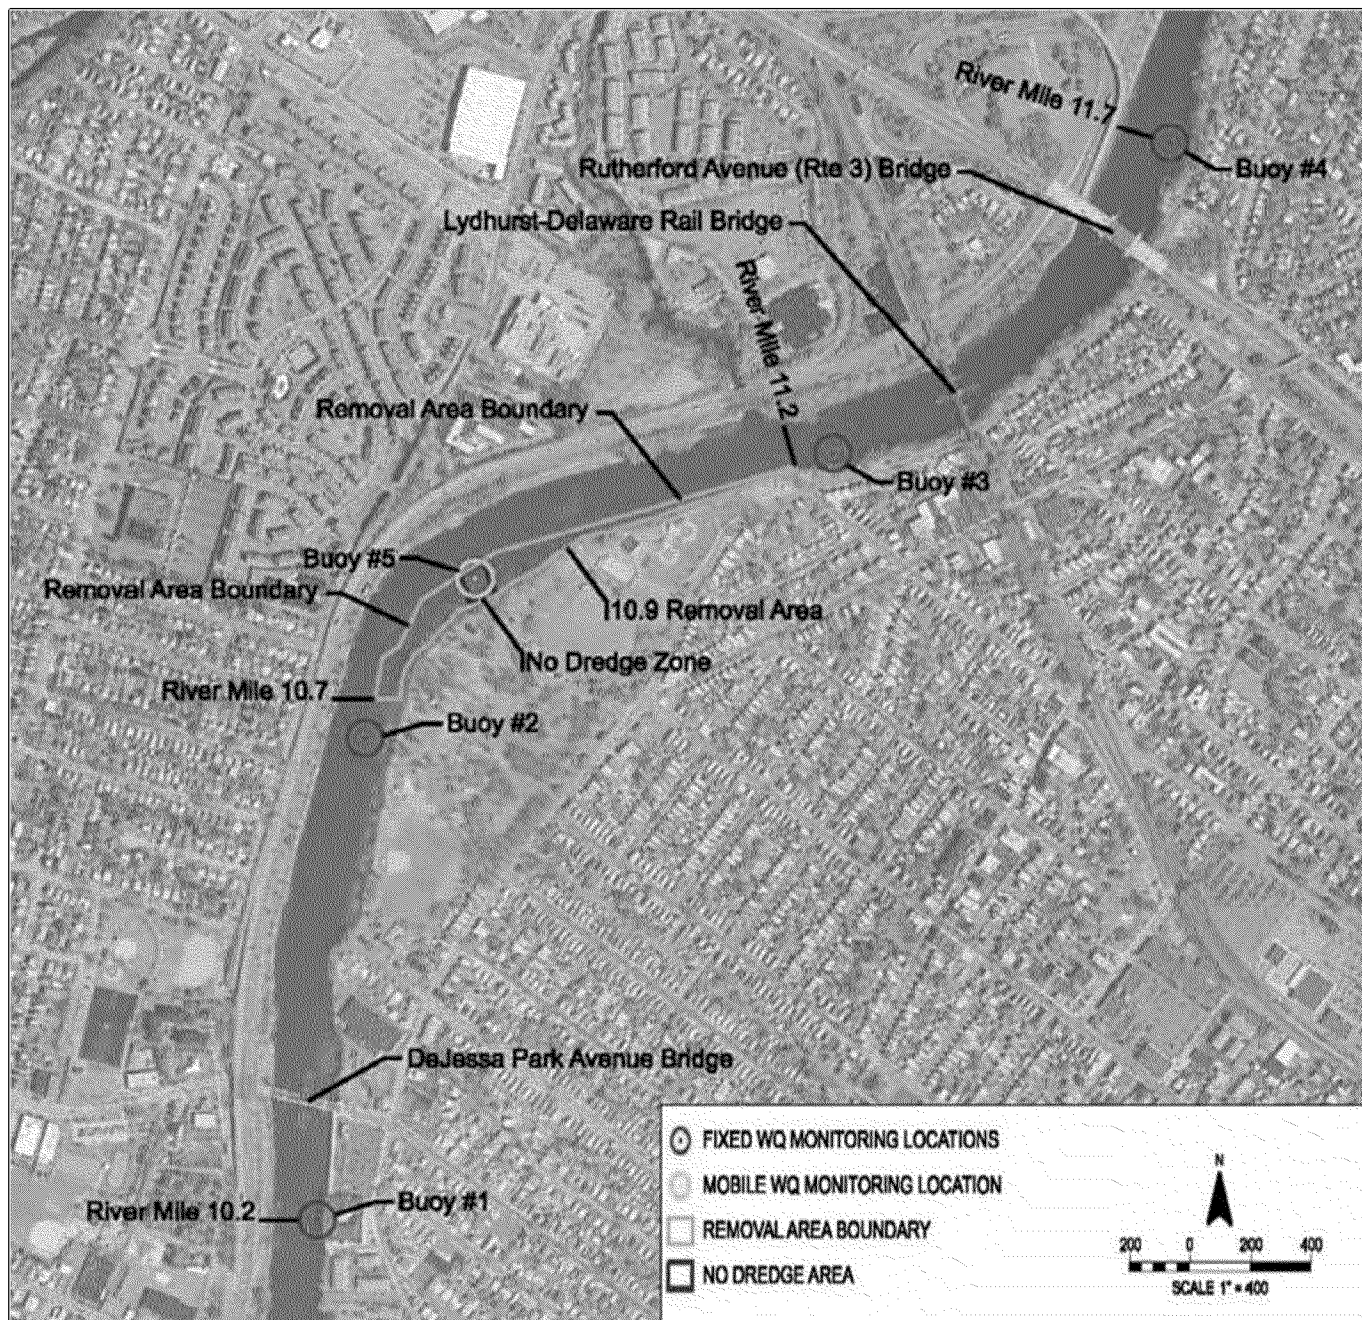 River Mile 11.7
Buoy #4
Rutherford Avenue (Rte 3) Bridge
Lydhurst-Delaware Rail Bridge
River Mile 11.2
Removal Area Boundary
Buoy #3
Buoy #5
Removal Area Boundary
10.9 Removal Area
No Dredge Zone
River Mile 10.7
Buoy #2
DeJessa Park Avenue Bridge
River Mile 10.2
Buoy #1
FIXED WQ MONITORING LOCATIONS
MOBILE WQ MONITORING LOCATION
REMOVAL AREA BOUNDARY
NO DREDGE AREA
N
200 0 200 400
SCALE 1" = 400